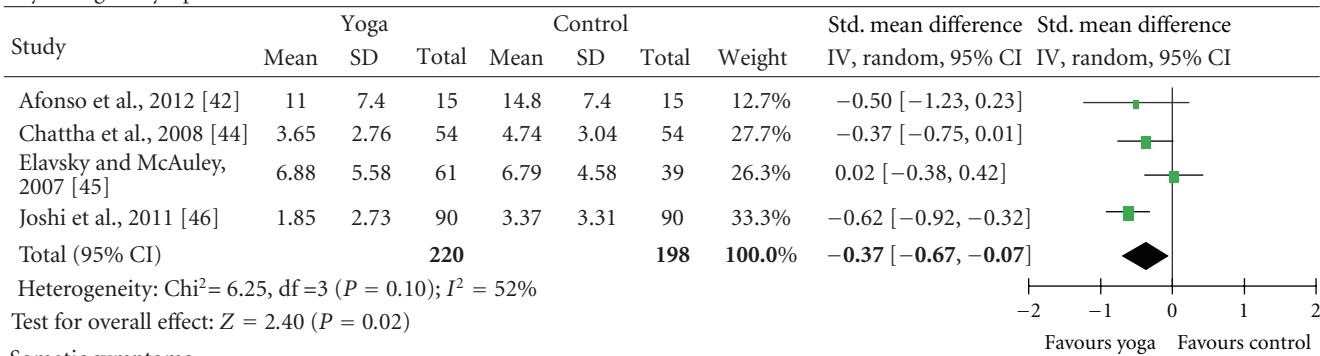 Yoga Control Std. mean difference Std. mean difference
Study Mean SD Total Mean SD Total Weight IV, random, 95% CI IV, random, 95% CI
Afonso et al., 2012 [42] 11 7.4 15 14.8 7.4 15 12.7% −0.50 [−1.23, 0.23]
Chattha et al., 2008 [44] 3.65 2.76 54 4.74 3.04 54 27.7% −0.37 [−0.75, 0.01]
Elavsky and McAuley, 2007 [45] 6.88 5.58 61 6.79 4.58 39 26.3% 0.02 [−0.38, 0.42]
Joshi et al., 2011 [46] 1.85 2.73 90 3.37 3.31 90 33.3% −0.62 [−0.92, −0.32]
Total (95% CI) 220 198 100.0% −0.37 [−0.67, −0.07]
Heterogeneity: Chi²= 6.25, df =3 (P = 0.10); I² = 52%
Test for overall effect: Z = 2.40 (P = 0.02)
−2 −1 0 1 2
Favours yoga Favours control